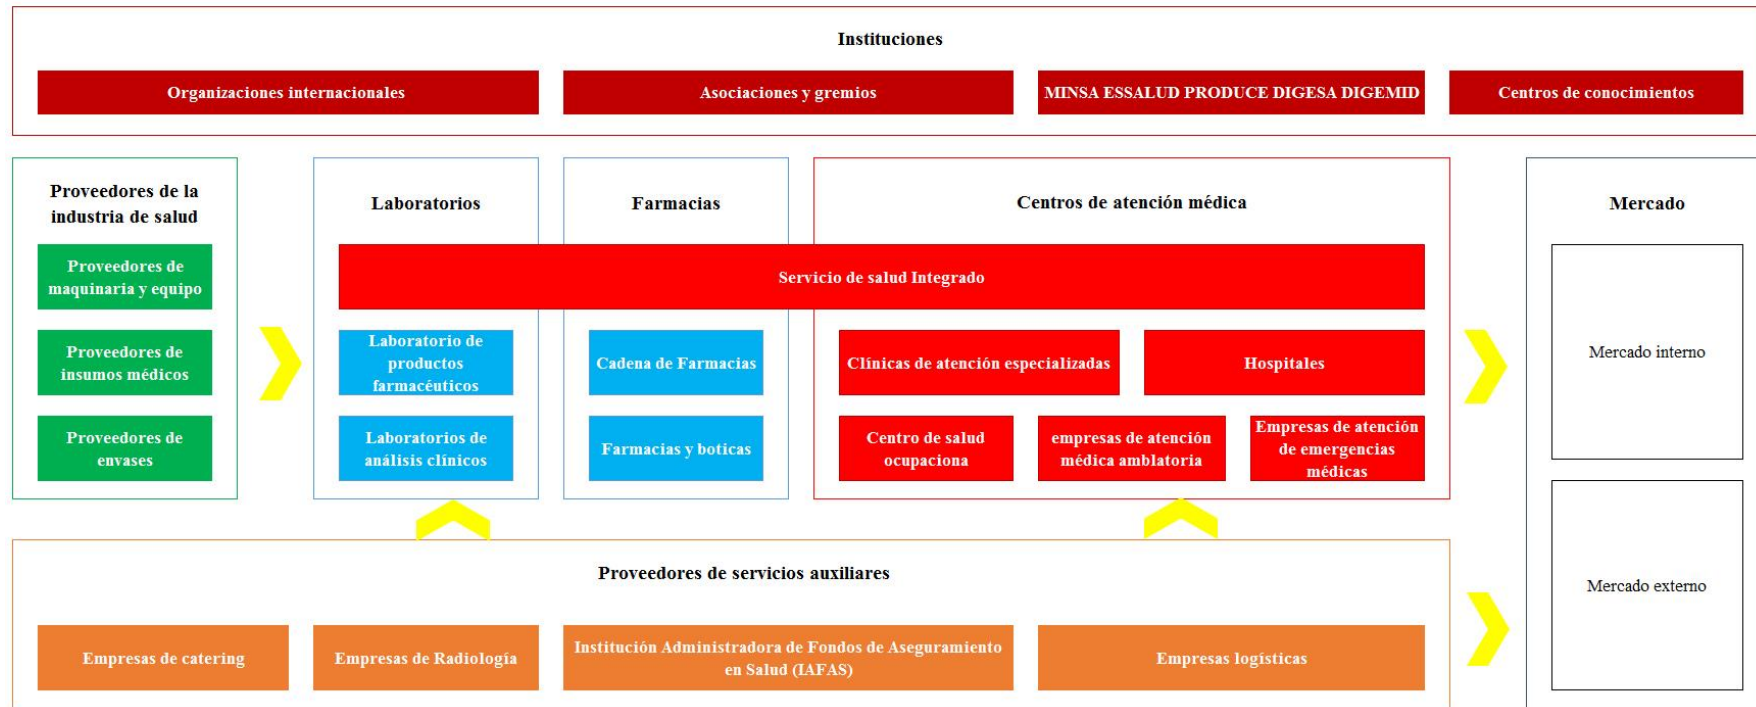 Instituciones
Organizaciones internacionales
Asociaciones y gremios
MINSA ESSALUD PRODUCE DIGESA DIGEMID
Centros de conocimientos
Proveedores de la
industria de salud
Proveedores de
maquinaria y equipo
Proveedores de
insumos médicos
Proveedores de
envases
Laboratorios
Farmacias
Centros de atención médica
Servicio de salud Integrado
Laboratorio de
productos
farmacéuticos
Cadena de Farmacias
Clínicas de atención especializadas
Hospitales
Laboratorios de
análisis clínicos
Farmacias y boticas
Centro de salud
ocupaciona
empresas de atención
médica amblatoria
Empresas de atención
de emergencias
médicas
Mercado
Mercado interno
Mercado externo
Proveedores de servicios auxiliares
Empresas de catering
Empresas de Radiología
Institución Administradora de Fondos de Aseguramiento
en Salud (IAFAS)
Empresas logísticas